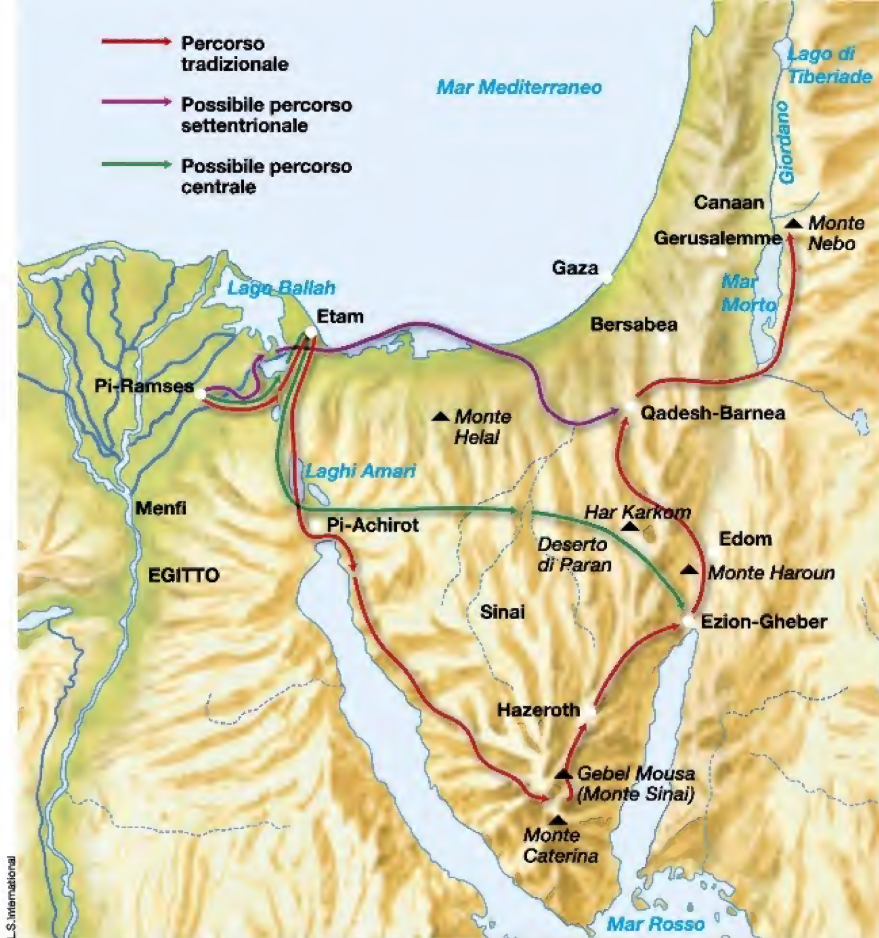 Percorso
tradizionale
Possibile percorso
settentrionale
Possibile percorso
centrale
Mar Mediterraneo
Lago di
Tiberiade
Giordano
Canaan
Gerusalemme
Monte
Nebo
Gaza
Mar
Morto
Lago Ballah
Etam
Bersabea
Pi-Ramses
Monte
Helal
Qadesh-Barnea
Laghi Amari
Menfi
Pi-Achirot
Har Karkom
Deserto
di Paran
Edom
EGITTO
Monte Haroun
Sinai
Ezion-Gheber
Hazeroth
Gebel Mousa
(Monte Sinai)
Monte
Caterina
Mar Rosso
L.S.International